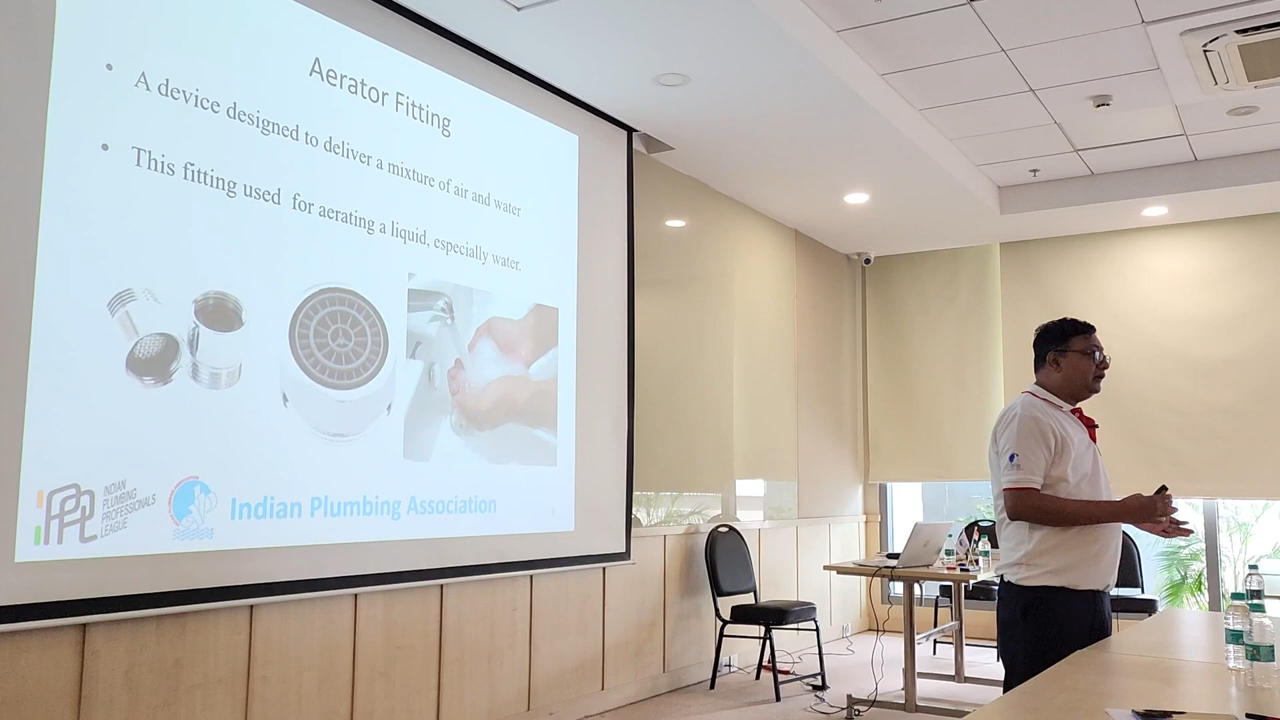 Aerator Fitting
• A device designed to deliver a mixture of air and water
• This fitting used for aerating a liquid, especially water.
IPPL
INDIAN
PLUMBING
PROFESSIONALS
LEAGUE
Indian Plumbing Association